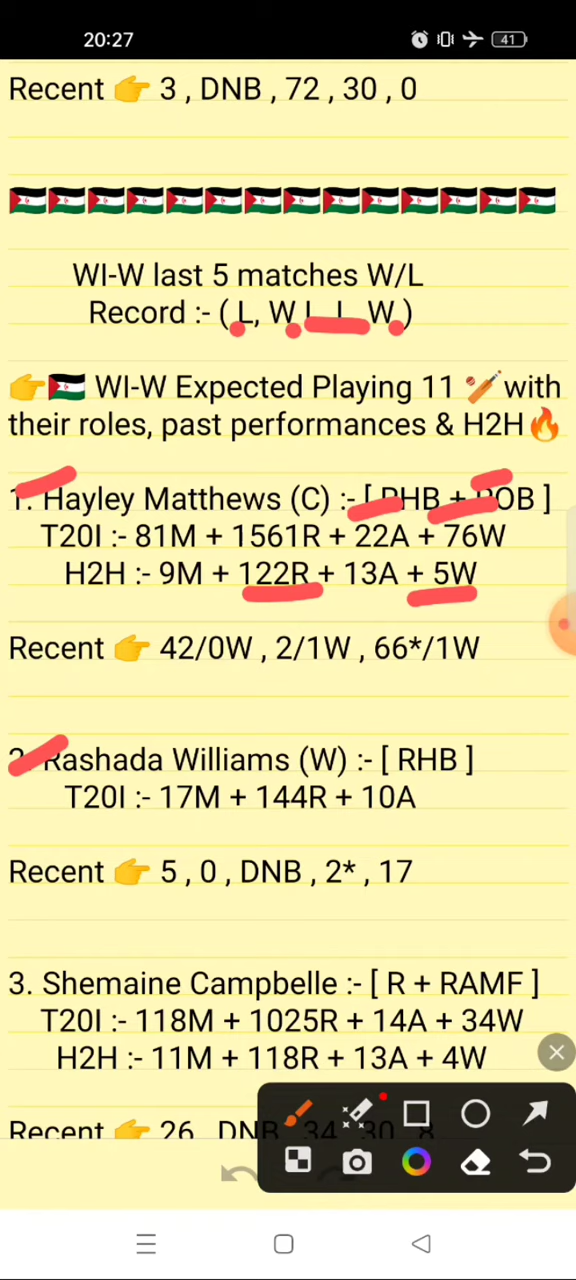 20:27
41
Recent 👉 3 , DNB , 72 , 30 , 0
WI-W last 5 matches W/L
Record :- ( L, W L L W )
👉🇪🇭 WI-W Expected Playing 11 🏏 with
their roles, past performances & H2H🔥
1. Hayley Matthews (C) :- [ RHB + ROB ]
T20I :- 81M + 1561R + 22A + 76W
H2H :- 9M + 122R + 13A + 5W
Recent 👉 42/0W , 2/1W , 66*/1W
2. Rashada Williams (W) :- [ RHB ]
T20I :- 17M + 144R + 10A
Recent 👉 5 , 0 , DNB , 2* , 17
3. Shemaine Campbelle :- [ R + RAMF ]
T20I :- 118M + 1025R + 14A + 34W
H2H :- 11M + 118R + 13A + 4W
Recent 👉 26 DNB 34 30 8